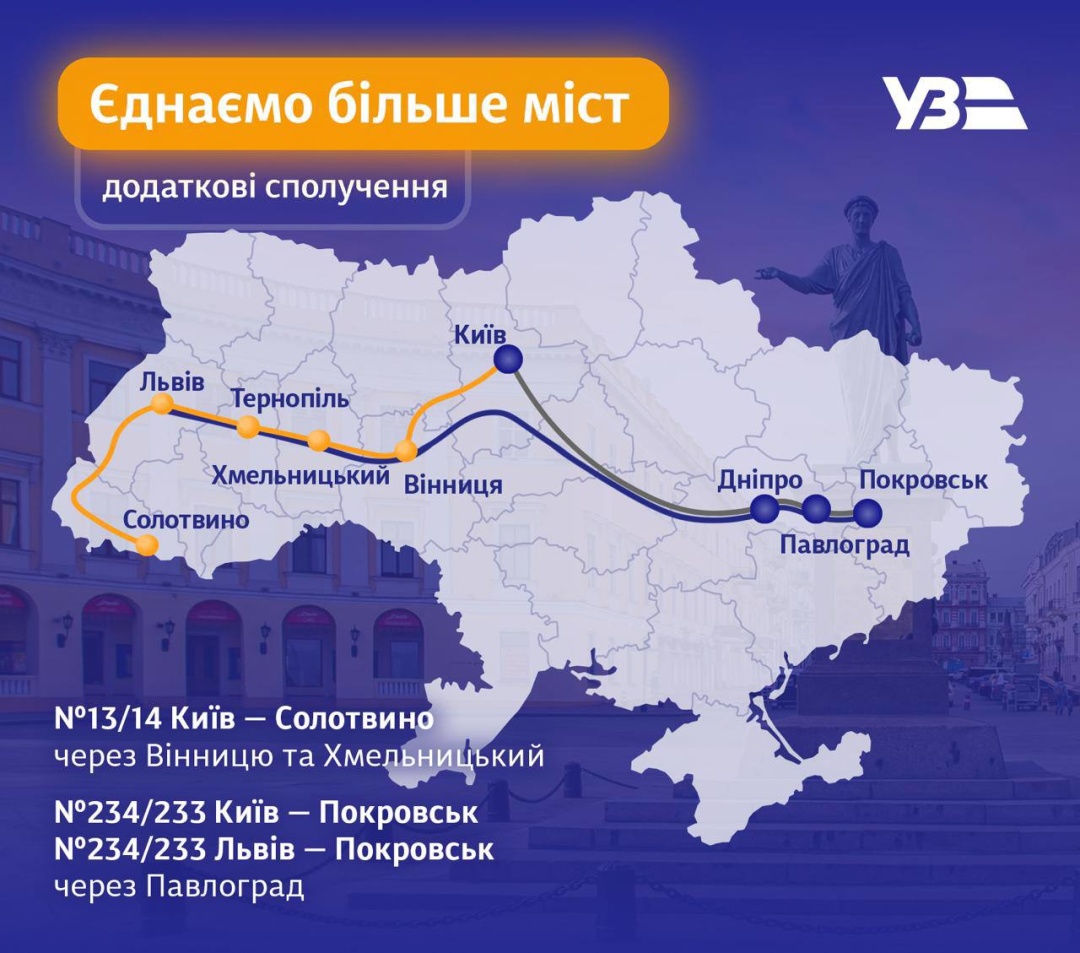 Єднаємо більше міст
УЗ
додаткові сполучення
Київ
Львів
Тернопіль
Хмельницький
Вінниця
Дніпро
Покровськ
Солотвино
Павлоград
№13/14 Київ – Солотвино
через Вінницю та Хмельницький
№234/233 Київ – Покровськ
№234/233 Львів – Покровськ
через Павлоград